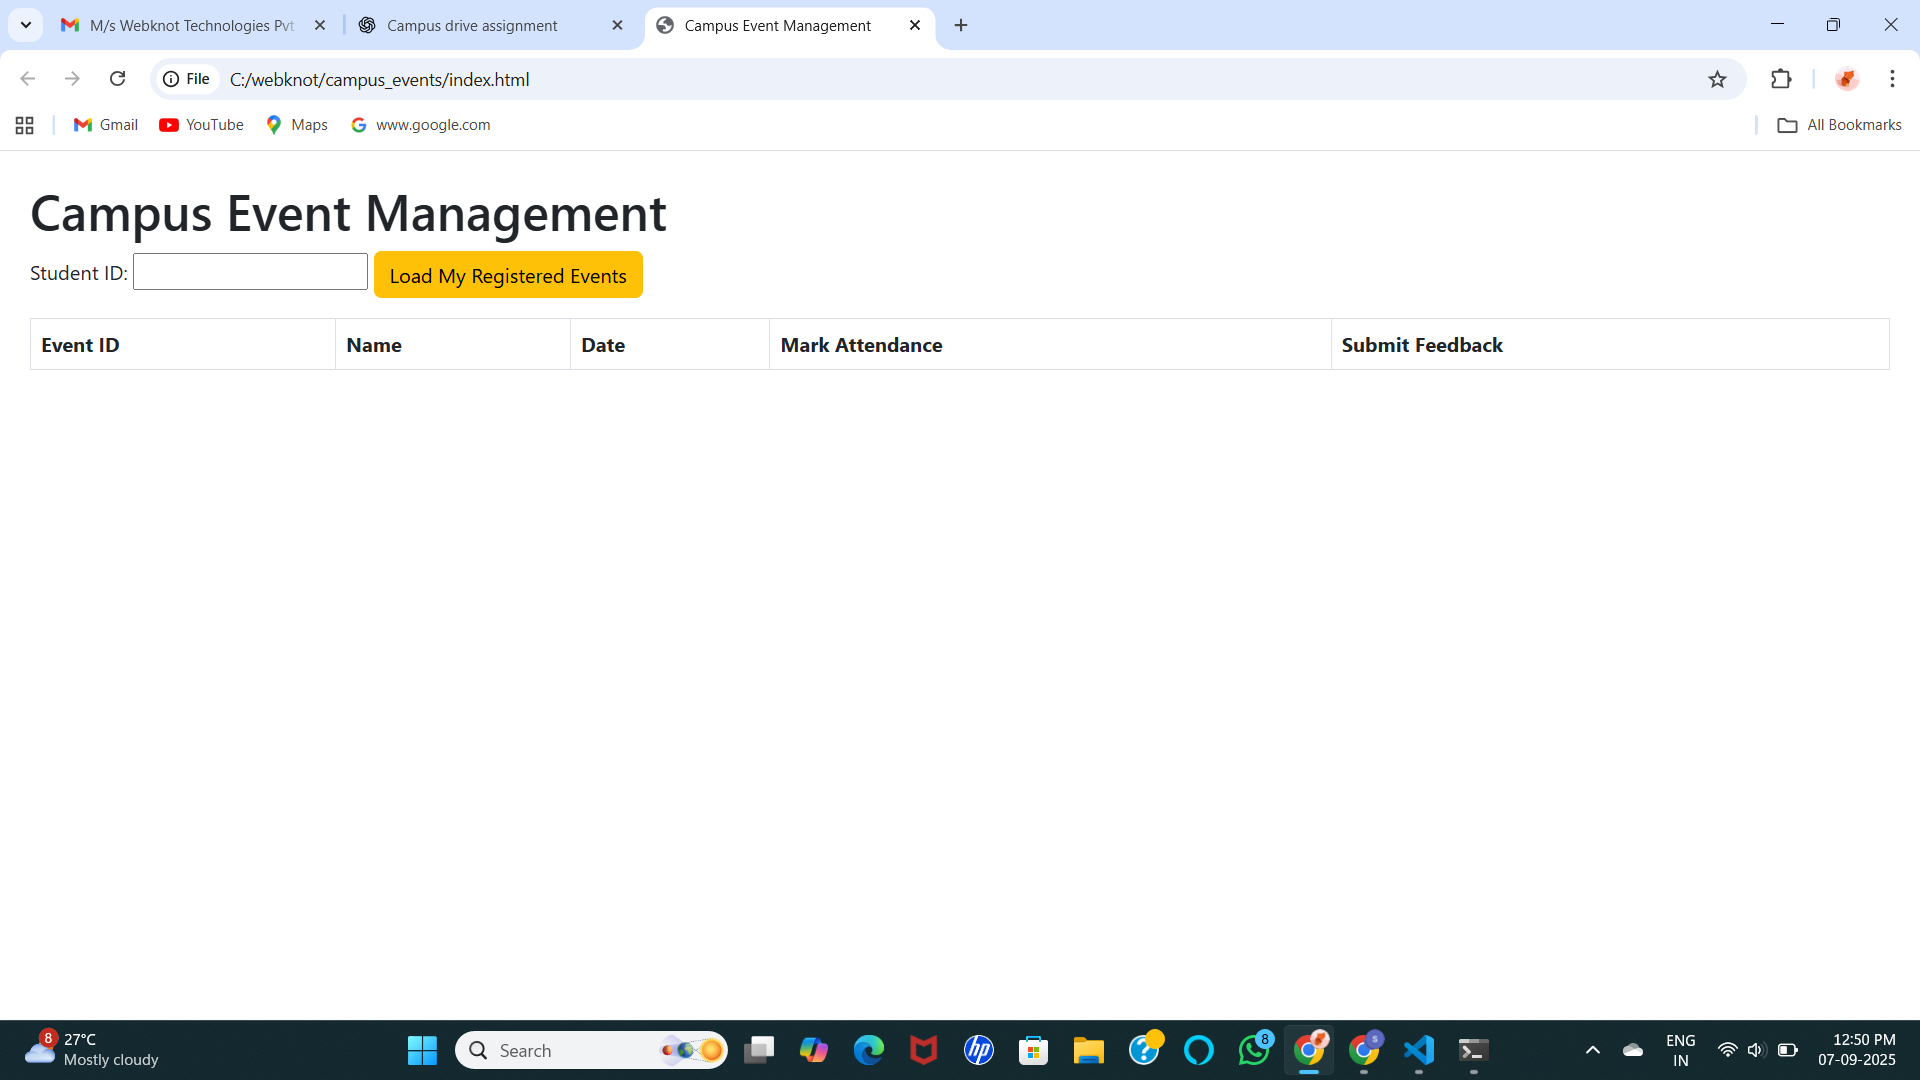 M/s Webknot Technologies Pvt
Campus drive assignment
Campus Event Management
File
C:/webknot/campus_events/index.html
Gmail
YouTube
Maps
www.google.com
All Bookmarks
Campus Event Management
Student ID:
Load My Registered Events
Event ID
Name
Date
Mark Attendance
Submit Feedback
8
27°C
Mostly cloudy
Search
hp
8
S
ENG
IN
12:50 PM
07-09-2025